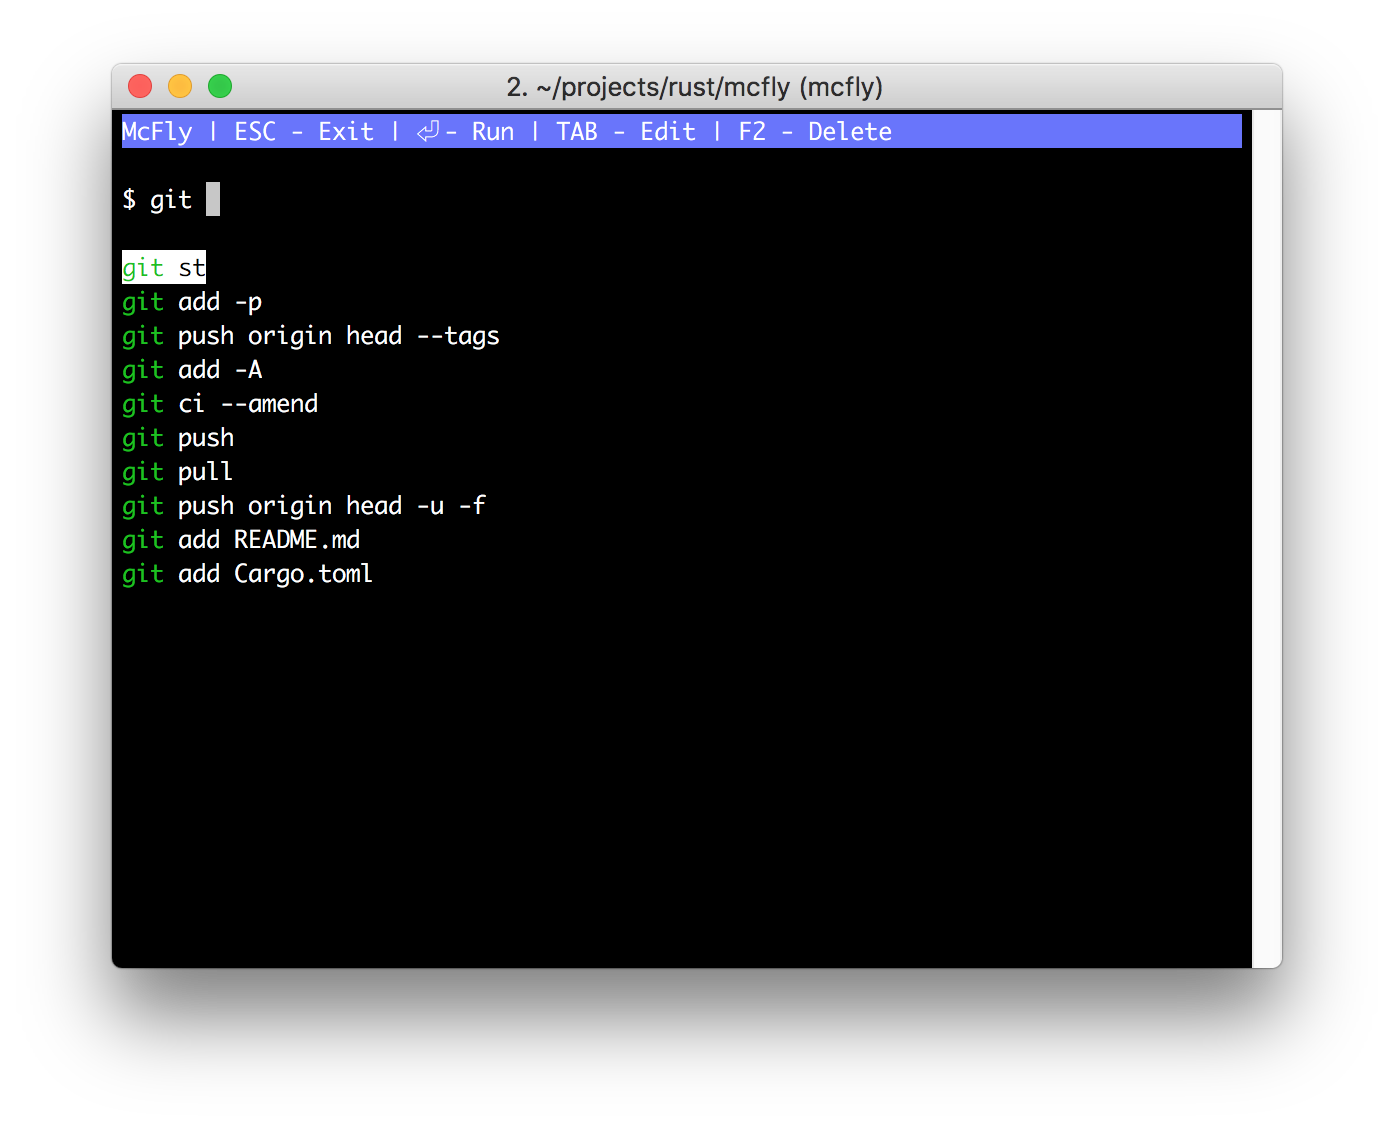 2. ~/projects/rust/mcfly (mcfly)
McFly | ESC - Exit | ⏎ - Run | TAB - Edit | F2 - Delete
$ git
git st
git add -p
git push origin head --tags
git add -A
git ci --amend
git push
git pull
git push origin head -u -f
git add README.md
git add Cargo.toml